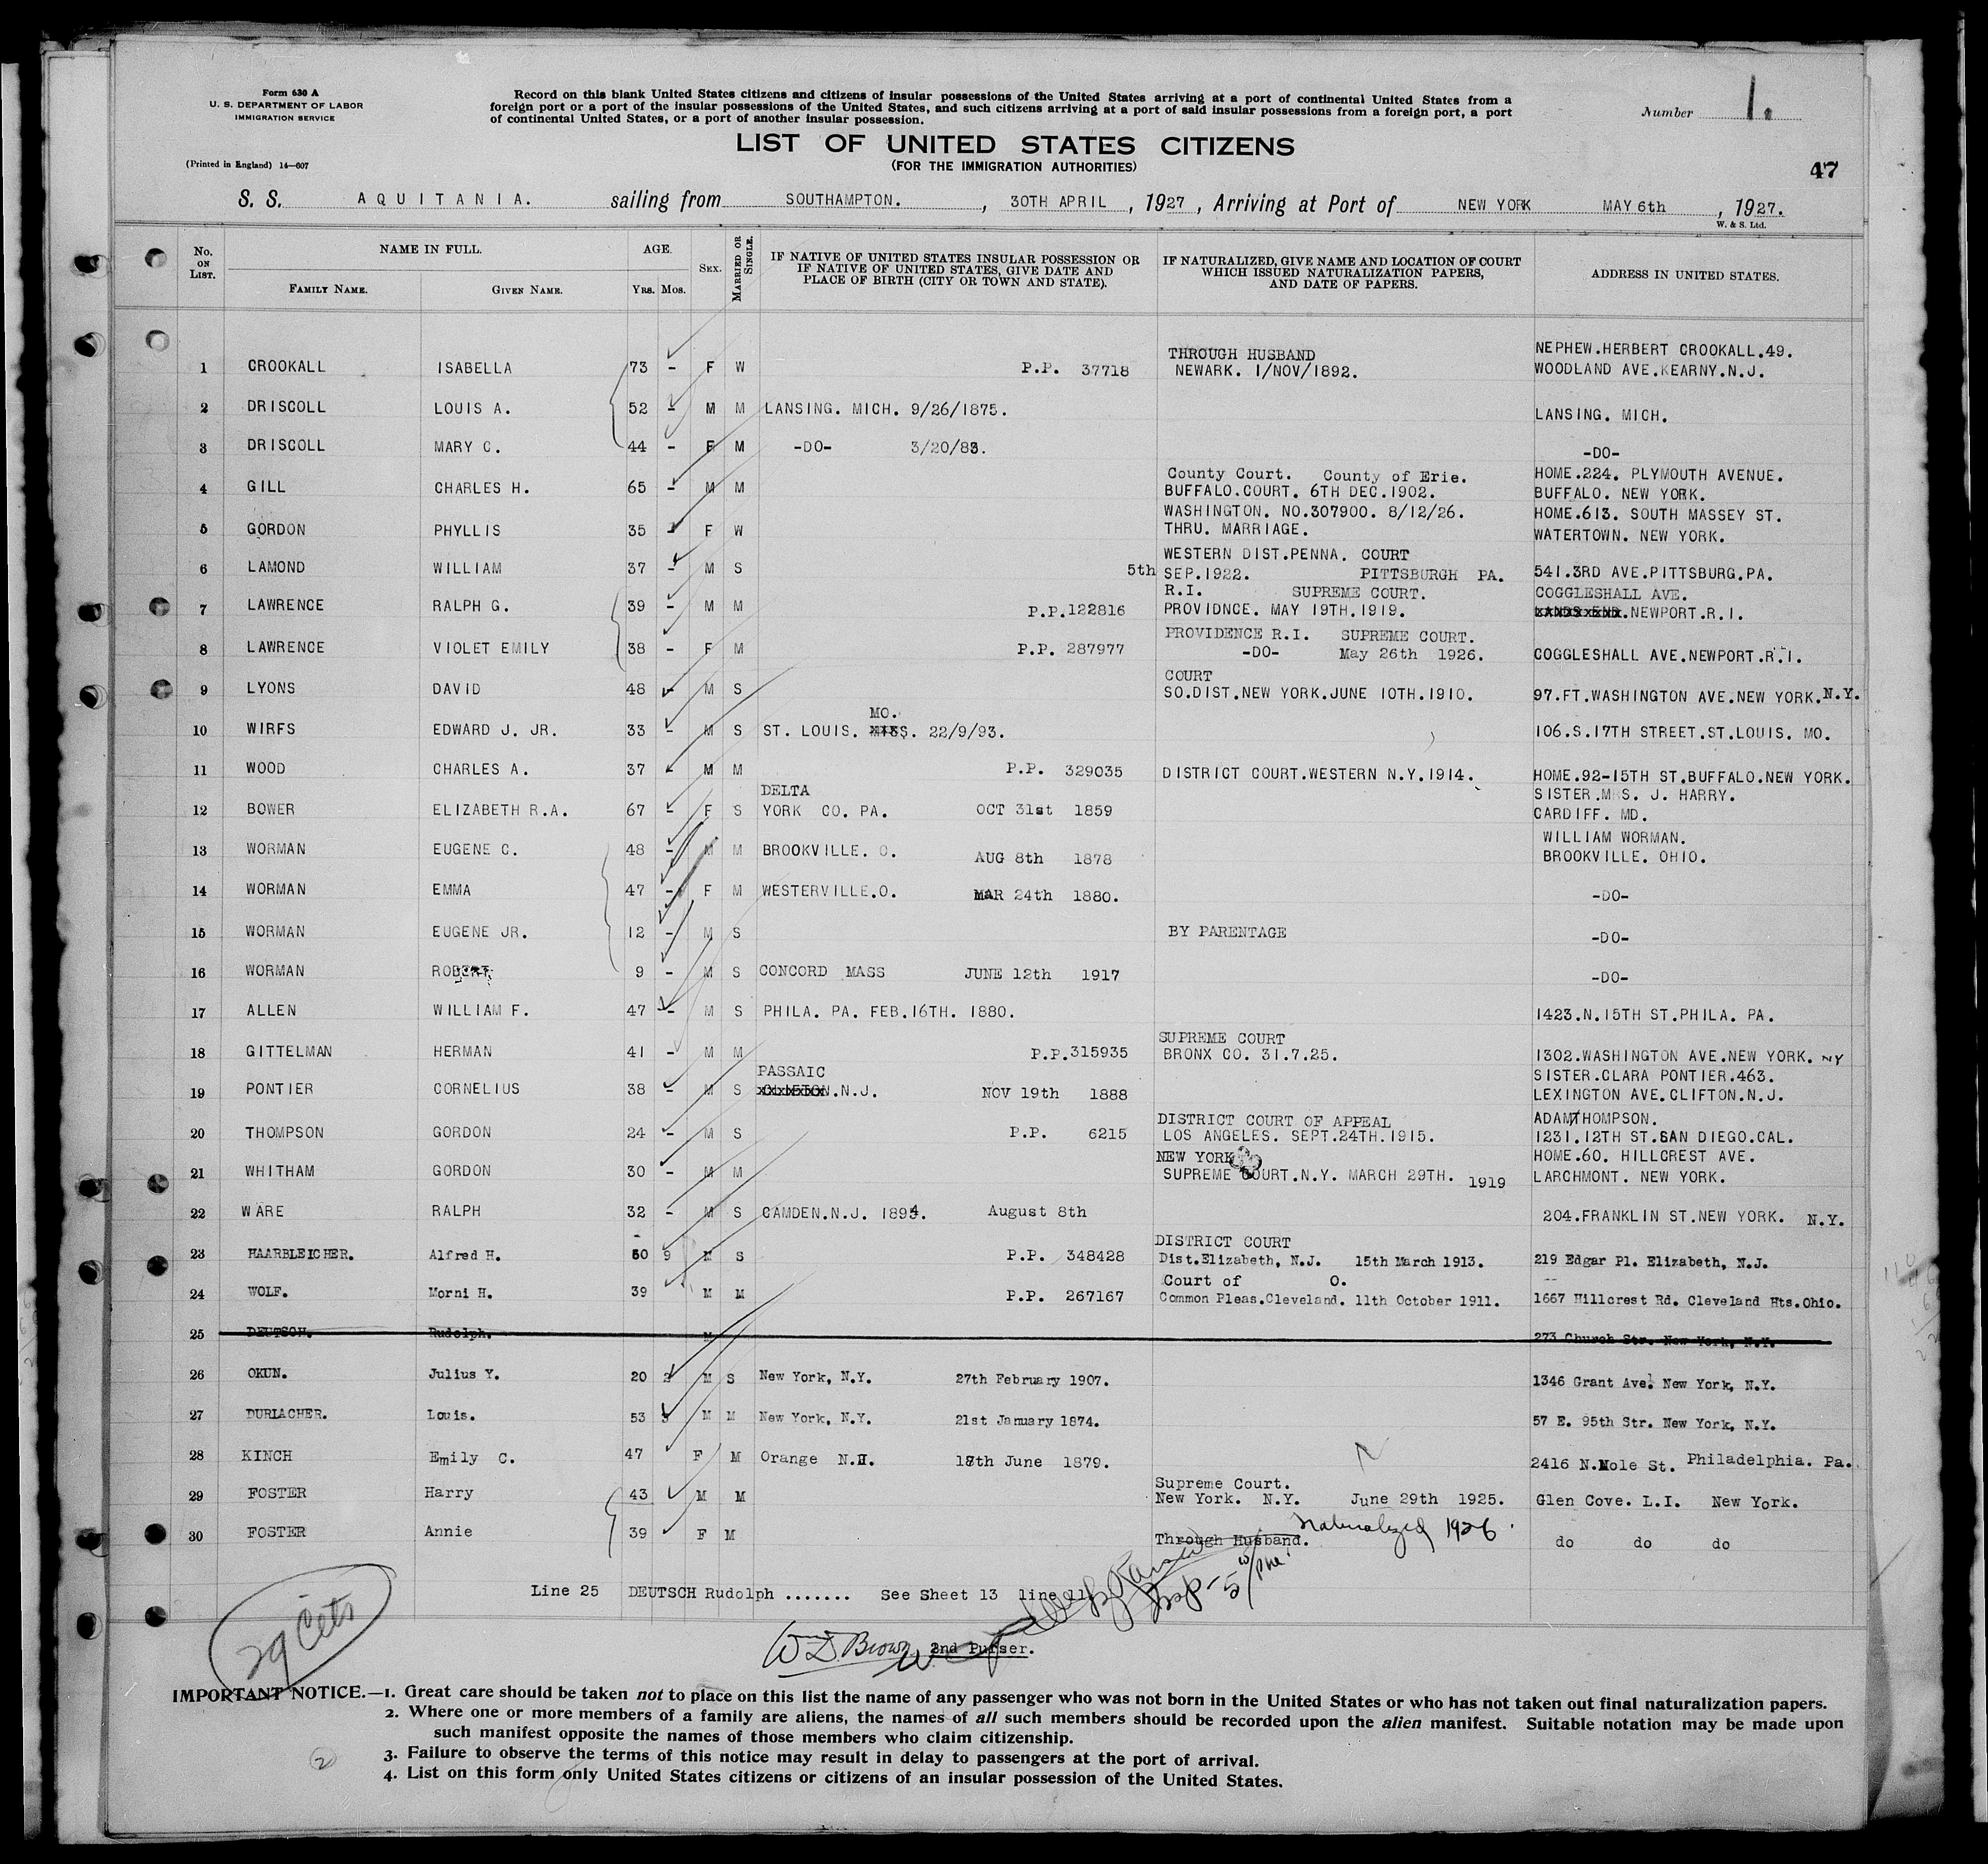 Form 630 A
U. S. DEPARTMENT OF LABOR
IMMIGRATION SERVICE
(Printed in England) 14—607
Record on this blank United States citizens and citizens of insular possessions of the United States arriving at a port of continental United States from a
foreign port or a port of the insular possessions of the United States, and such citizens arriving at a port of said insular possessions from a foreign port, a port
of continental United States, or a port of another insular possession.
Number 1.
LIST OF UNITED STATES CITIZENS
(FOR THE IMMIGRATION AUTHORITIES)
47
S. S. AQUITANIA. sailing from SOUTHAMPTON. , 30TH APRIL , 1927 , Arriving at Port of NEW YORK MAY 6th , 1927.
W. & S. Ltd.
No. ON LIST. NAME IN FULL. FAMILY NAME. GIVEN NAME. AGE. YRS. MOS. SEX. MARRIED OR SINGLE. IF NATIVE OF UNITED STATES INSULAR POSSESSION OR IF NATIVE OF UNITED STATES, GIVE DATE AND PLACE OF BIRTH (CITY OR TOWN AND STATE). IF NATURALIZED, GIVE NAME AND LOCATION OF COURT WHICH ISSUED NATURALIZATION PAPERS, AND DATE OF PAPERS. ADDRESS IN UNITED STATES.
THROUGH HUSBAND NEPHEW.HERBERT CROOKALL.49.
1 CROOKALL ISABELLA 73 - F W P.P. 37718 NEWARK. 1/NOV/1892. WOODLAND AVE.KEARNY.N.J.
2 DRISCOLL LOUIS A. 52 - M M LANSING. MICH. 9/26/1875. LANSING. MICH.
3 DRISCOLL MARY C. 44 - F M -DO- 3/20/83. -DO-
County Court. County of Erie. HOME.224. PLYMOUTH AVENUE.
4 GILL CHARLES H. 65 - M M BUFFALO.COURT. 6TH DEC.1902. BUFFALO. NEW YORK.
WASHINGTON. NO.307900. 8/12/26. HOME.613. SOUTH MASSEY ST.
5 GORDON PHYLLIS 35 - F W THRU. MARRIAGE. WATERTOWN. NEW YORK.
WESTERN DIST.PENNA. COURT
6 LAMOND WILLIAM 37 - M S 5th SEP.1922. PITTSBURGH PA. 541.3RD AVE.PITTSBURG.PA.
R.I. SUPREME COURT. COGGLESHALL AVE.
7 LAWRENCE RALPH G. 39 - M M P.P.122816 PROVIDNCE. MAY 19TH.1919. LANDS END.NEWPORT.R.I.
PROVIDENCE R.I. SUPREME COURT.
8 LAWRENCE VIOLET EMILY 38 - F M P.P. 287977 -DO- May 26th 1926. COGGLESHALL AVE.NEWPORT.R.I.
COURT
9 LYONS DAVID 48 - M S SO.DIST.NEW YORK.JUNE 10TH.1910. 97.FT.WASHINGTON AVE.NEW YORK.N.Y.
MO.
10 WIRFS EDWARD J. JR. 33 - M S ST. LOUIS. MISS. 22/9/93. 106.S.17TH STREET.ST.LOUIS. MO.
11 WOOD CHARLES A. 37 - M M P.P. 329035 DISTRICT COURT.WESTERN N.Y.1914. HOME.92-15TH ST.BUFFALO.NEW YORK.
DELTA SISTER.MRS. J. HARRY.
12 BOWER ELIZABETH R.A. 67 - F S YORK CO. PA. OCT 31st 1859 CARDIFF. MD.
WILLIAM WORMAN.
13 WORMAN EUGENE C. 48 - M M BROOKVILLE. O. AUG 8th 1878 BROOKVILLE. OHIO.
14 WORMAN EMMA 47 - F M WESTERVILLE.O. MAR 24th 1880. -DO-
15 WORMAN EUGENE JR. 12 - M S BY PARENTAGE -DO-
16 WORMAN ROBERT 9 - M S CONCORD MASS JUNE 12th 1917 -DO-
17 ALLEN WILLIAM F. 47 - M S PHILA. PA. FEB.16TH. 1880. 1423.N.15TH ST.PHILA. PA.
SUPREME COURT
18 GITTELMAN HERMAN 41 - M M P.P.315935 BRONX CO. 31.7.25. 1302.WASHINGTON AVE.NEW YORK. NY
PASSAIC SISTER.CLARA PONTIER.463.
19 PONTIER CORNELIUS 38 - M S CLIFTON.N.J. NOV 19th 1888 LEXINGTON AVE.CLIFTON.N.J.
DISTRICT COURT OF APPEAL ADAM THOMPSON.
20 THOMPSON GORDON 24 - M S P.P. 6215 LOS ANGELES. SEPT.24TH.1915. 1231.12TH ST.SAN DIEGO.CAL.
NEW YORK HOME.60. HILLCREST AVE.
21 WHITHAM GORDON 30 - M M SUPREME COURT.N.Y. MARCH 29TH. 1919 LARCHMONT. NEW YORK.
22 WARE RALPH 32 - M S CAMDEN.N.J. 1894. August 8th 204.FRANKLIN ST.NEW YORK. N.Y.
DISTRICT COURT
23 HAARBLEICHER. Alfred H. 50 9 M S P.P. 348428 Dist.Elizabeth, N.J. 15th March 1913. 219 Edgar Pl. Elizabeth, N.J.
Court of O.
24 WOLF. Morni H. 39 M M P.P. 267167 Common Pleas.Cleveland. 11th October 1911. 1667 Hillcrest Rd. Cleveland Hts.Ohio.
25 DEUTSCH. Rudolph. M 273 Church Str. New York, N.Y.
26 OKUN. Julius Y. 20 2 M S New York, N.Y. 27th February 1907. 1346 Grant Ave. New York, N.Y.
27 DURLACHER. Louis. 53 3 M M New York, N.Y. 21st January 1874. 57 E. 95th Str. New York, N.Y.
28 KINCH Emily C. 47 F M Orange N.J. 18th June 1879. 2416 N.Mole St. Philadelphia. Pa.
Supreme Court.
29 FOSTER Harry 43 M M New York. N.Y. June 29th 1925. Glen Cove. L.I. New York.
30 FOSTER Annie 39 F M Through Husband. Naturalized 1926. do do do
Line 25 DEUTSCH Rudolph ....... See Sheet 13 line 11
29 Cets
W D Brown 2nd Purser.
IMPORTANT NOTICE.—1. Great care should be taken not to place on this list the name of any passenger who was not born in the United States or who has not taken out final naturalization papers.
2. Where one or more members of a family are aliens, the names of all such members should be recorded upon the alien manifest. Suitable notation may be made upon
such manifest opposite the names of those members who claim citizenship.
3. Failure to observe the terms of this notice may result in delay to passengers at the port of arrival.
4. List on this form only United States citizens or citizens of an insular possession of the United States.
2